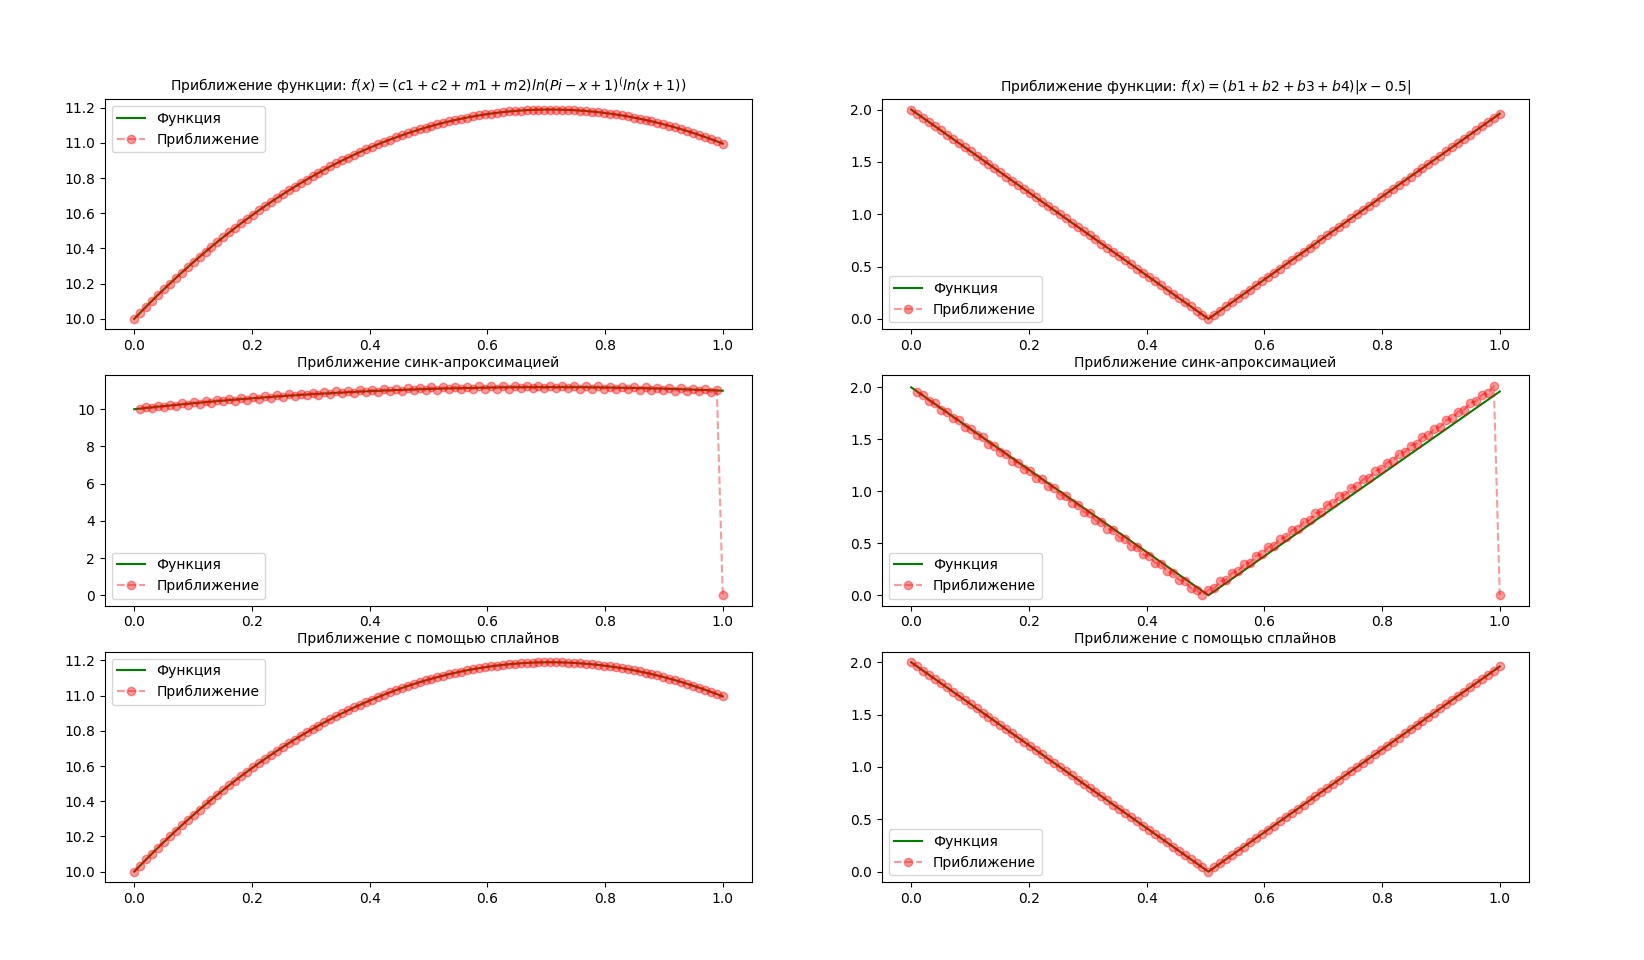 Приближение функции: f(x) = (c1 + c2 + m1 + m2)ln(Pi − x + 1)^(ln(x + 1))
11.2
11.0
10.8
10.6
10.4
10.2
10.0
0.0 0.2 0.4 0.6 0.8 1.0
Функция
Приближение
Приближение функции: f(x) = (b1 + b2 + b3 + b4)|x − 0.5|
2.0
1.5
1.0
0.5
0.0
0.0 0.2 0.4 0.6 0.8 1.0
Функция
Приближение
Приближение синк-апроксимацией
10
8
6
4
2
0
0.0 0.2 0.4 0.6 0.8 1.0
Функция
Приближение
Приближение синк-апроксимацией
2.0
1.5
1.0
0.5
0.0
0.0 0.2 0.4 0.6 0.8 1.0
Функция
Приближение
Приближение с помощью сплайнов
11.2
11.0
10.8
10.6
10.4
10.2
10.0
0.0 0.2 0.4 0.6 0.8 1.0
Функция
Приближение
Приближение с помощью сплайнов
2.0
1.5
1.0
0.5
0.0
0.0 0.2 0.4 0.6 0.8 1.0
Функция
Приближение